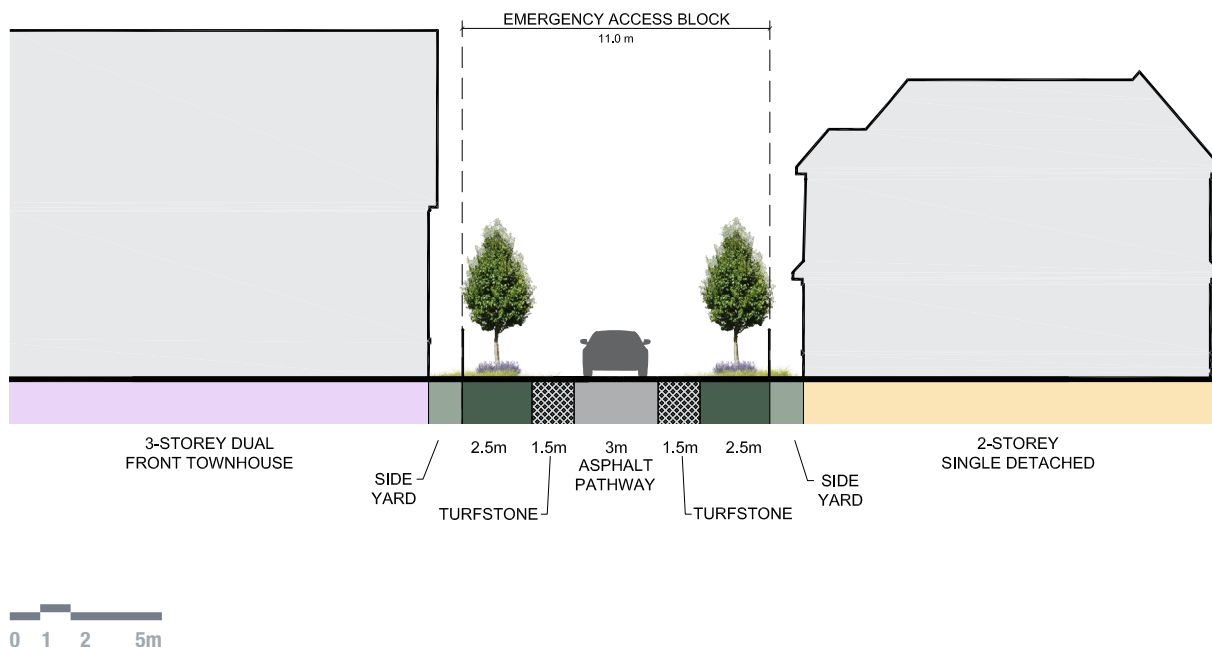 EMERGENCY ACCESS BLOCK
11.0 m
3-STOREY DUAL
FRONT TOWNHOUSE
SIDE
YARD
2.5m
1.5m
3m
ASPHALT
PATHWAY
1.5m
2.5m
TURFSTONE
TURFSTONE
SIDE
YARD
2-STOREY
SINGLE DETACHED
0 1 2 5m